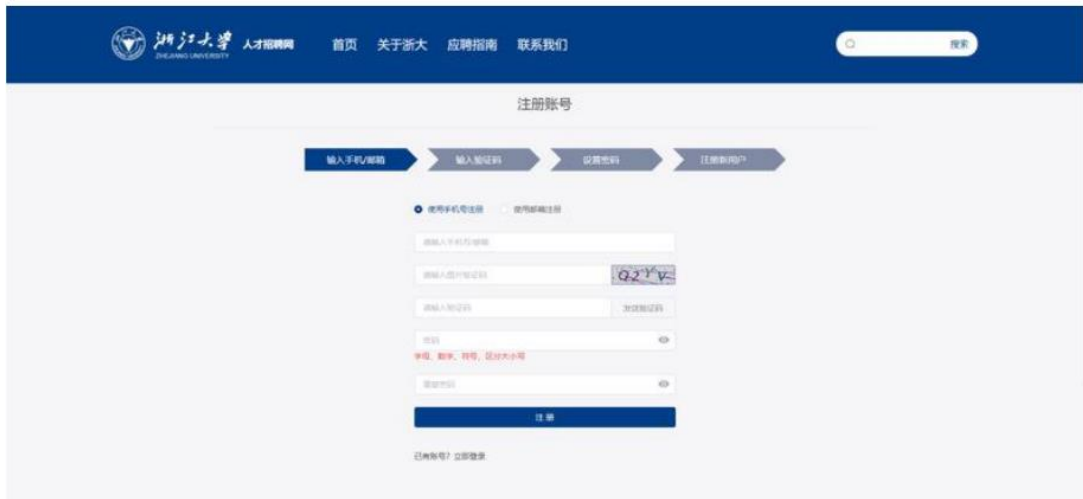 浙江大学 人才招聘网
ZHEJIANG UNIVERSITY
首页 关于浙大 应聘指南 联系我们
搜索
注册账号
输入手机/邮箱 输入验证码 设置密码 注册新用户
使用手机号注册 使用邮箱注册
请输入手机号/邮箱
请输入图片验证码
请输入验证码 发送验证码
密码
字母、数字、符号，区分大小写
重复密码
注册
已有账号? 立即登录